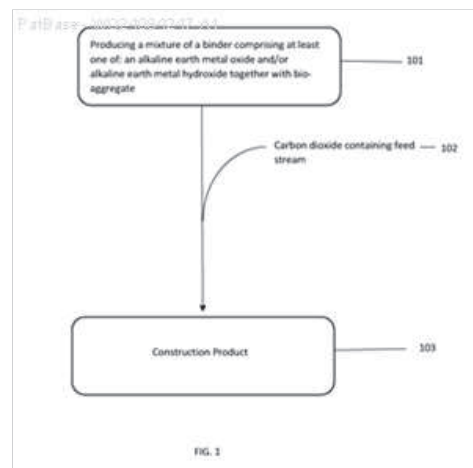 Producing a mixture of a binder comprising at least
one of: an alkaline earth metal oxide and/or
alkaline earth metal hydroxide together with bio-
aggregate
101
Carbon dioxide containing feed
stream
102
Construction Product
103
FIG. 1